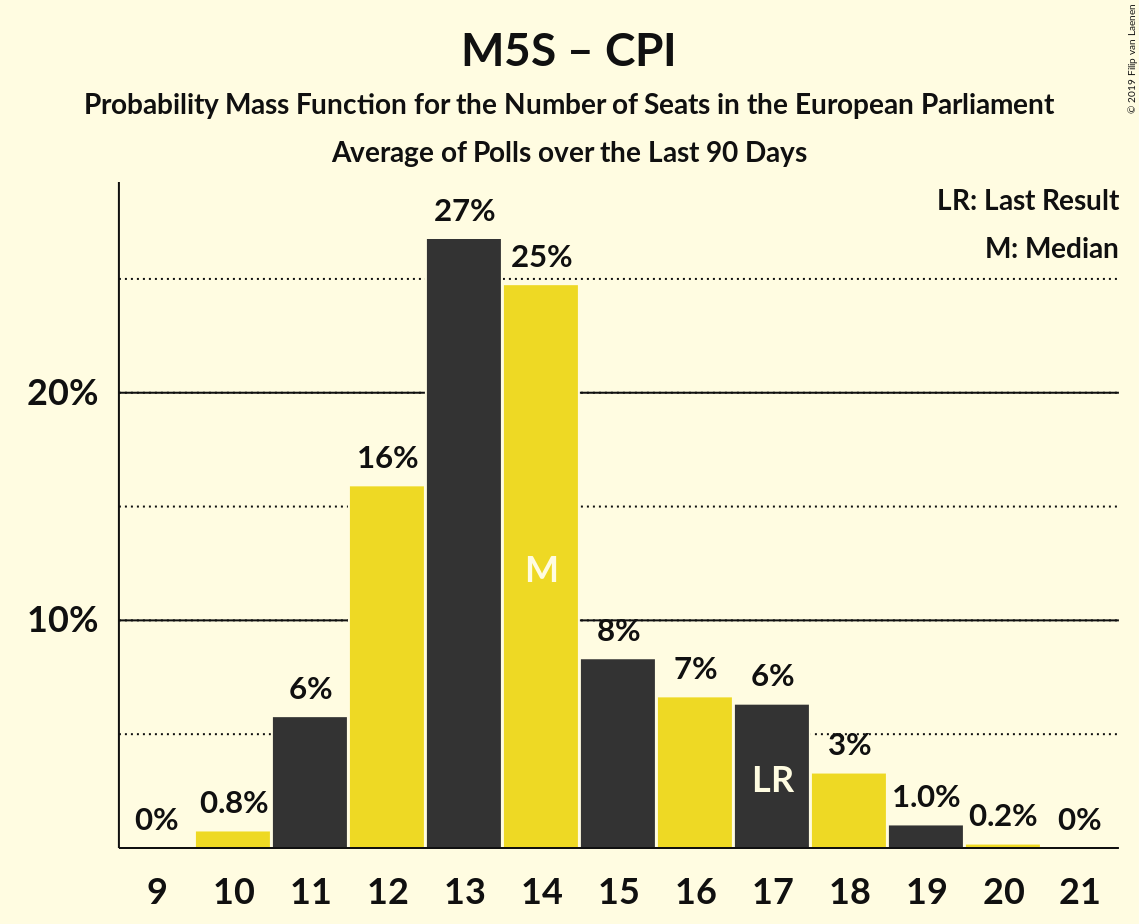 M5S – CPI
Probability Mass Function for the Number of Seats in the European Parliament
Average of Polls over the Last 90 Days
© 2019 Filip van Laenen
LR: Last Result
M: Median
27%
25%
20%
16%
M
10%
8%
7%
6%
6%
3%
LR
1.0%
0.8%
0.2%
0%
0%
9 10 11 12 13 14 15 16 17 18 19 20 21